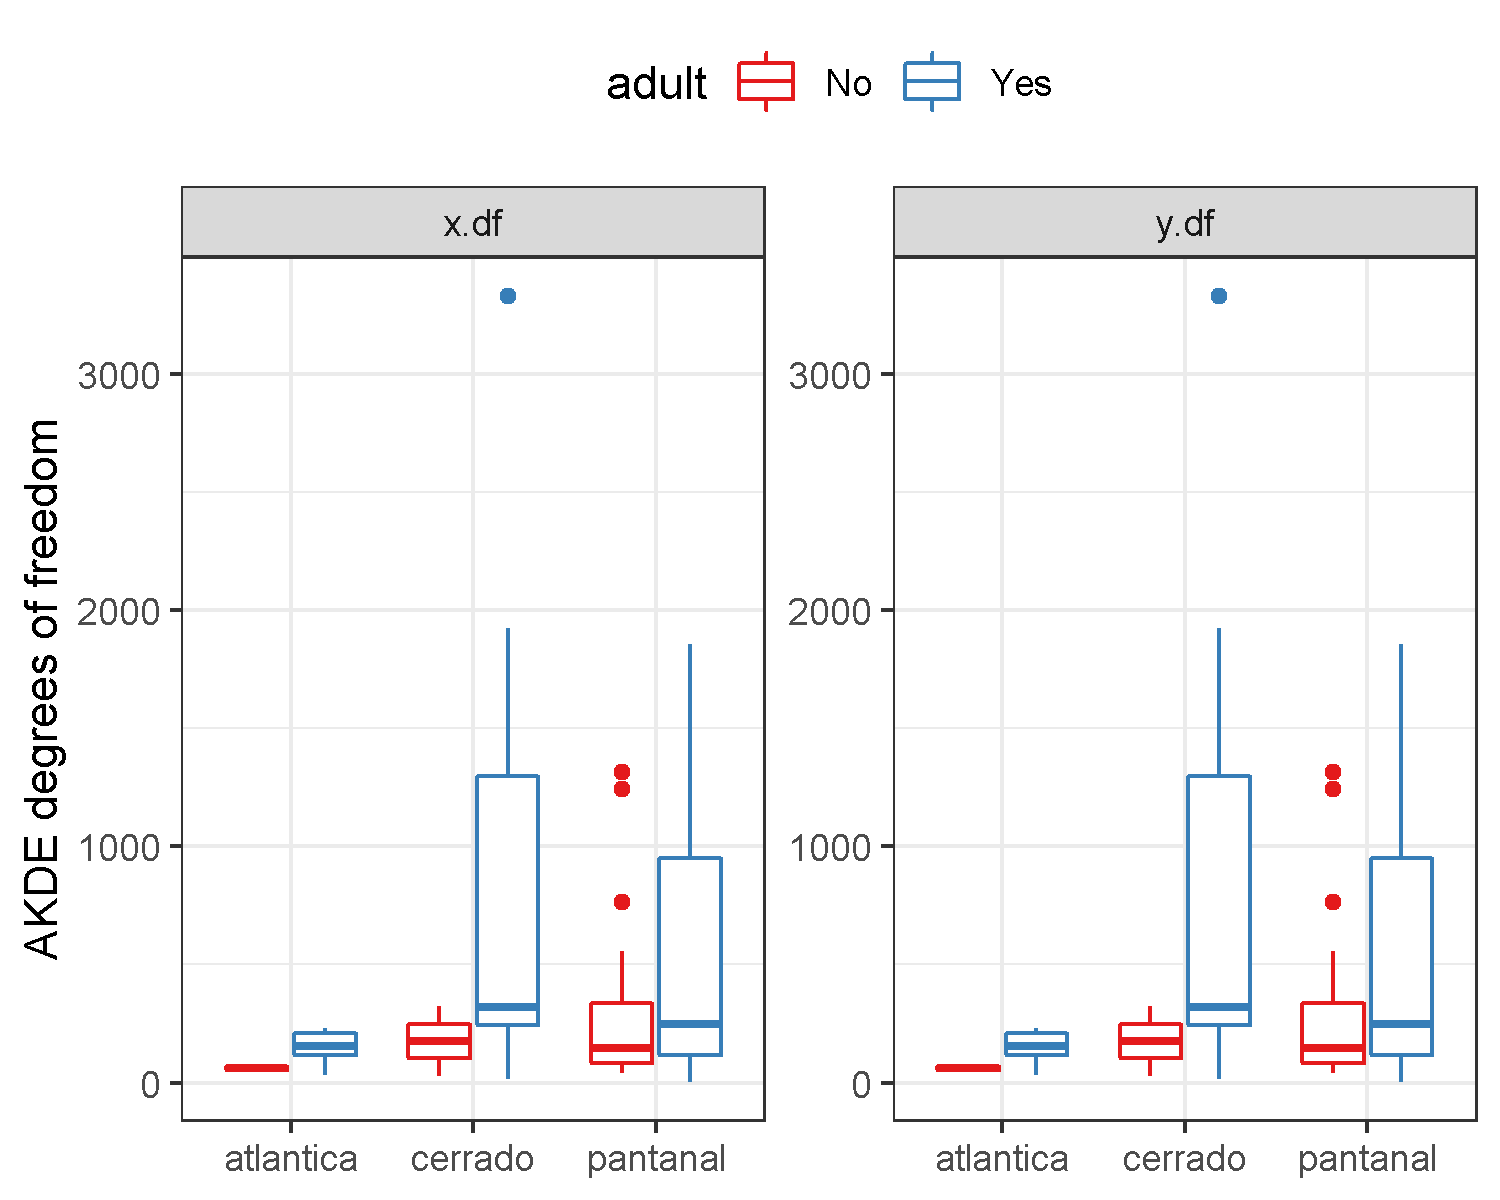 adult No Yes
x.df y.df
AKDE degrees of freedom
3000
2000
1000
0
3000
2000
1000
0
atlantica cerrado pantanal
atlantica cerrado pantanal